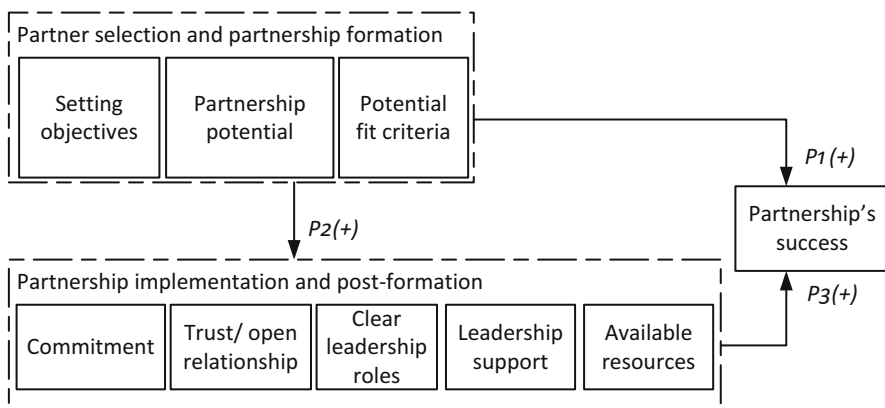 Partner selection and partnership formation
Setting
objectives
Partnership
potential
Potential
fit criteria
P1(+)
Partnership's
success
P2(+)
Partnership implementation and post-formation
P3(+)
Commitment
Trust/ open
relationship
Clear
leadership
roles
Leadership
support
Available
resources